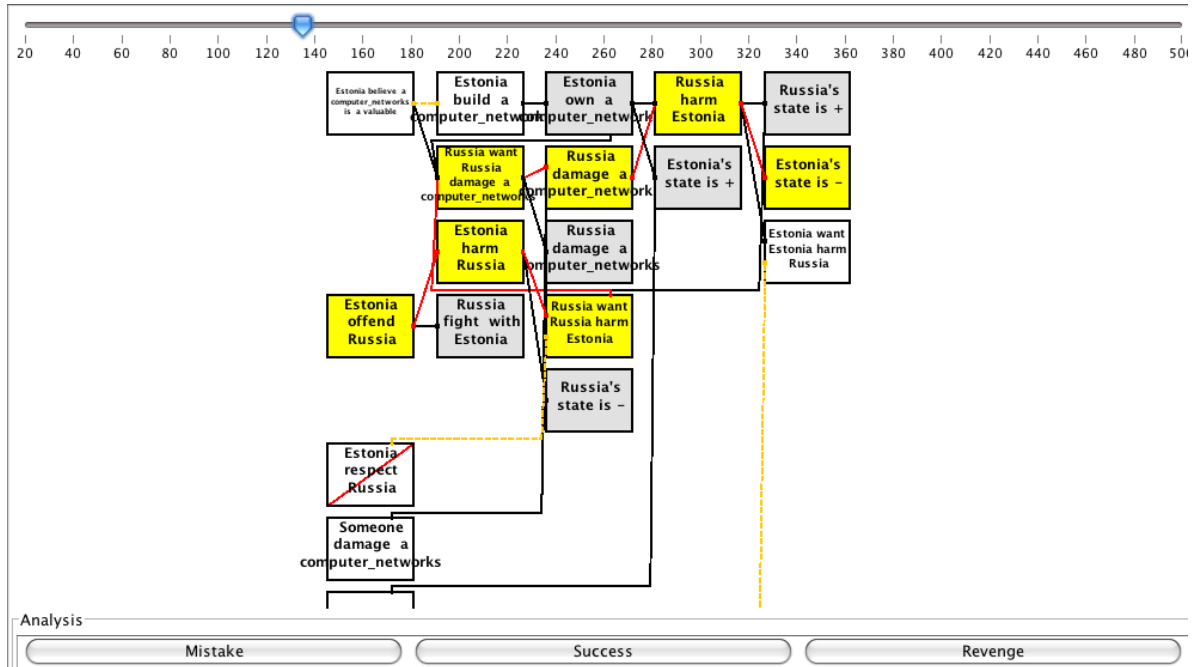 20 40 60 80 100 120 140 160 180 200 220 240 260 280 300 320 340 360 380 400 420 440 460 480 500
Estonia believe a
computer_networks
is a valuable
Estonia
build a
computer_network
Estonia
own a
computer_network
Russia
harm
Estonia
Russia's
state is +
Russia want
Russia
damage a
computer_networks
Russia
damage a
computer_network
Estonia's
state is +
Estonia's
state is -
Estonia
harm
Russia
Russia
damage a
computer_networks
Estonia want
Estonia harm
Russia
Estonia
offend
Russia
Russia
fight with
Estonia
Russia want
Russia harm
Estonia
Russia's
state is -
Estonia
respect
Russia
Someone
damage a
computer_networks
Analysis
Mistake
Success
Revenge